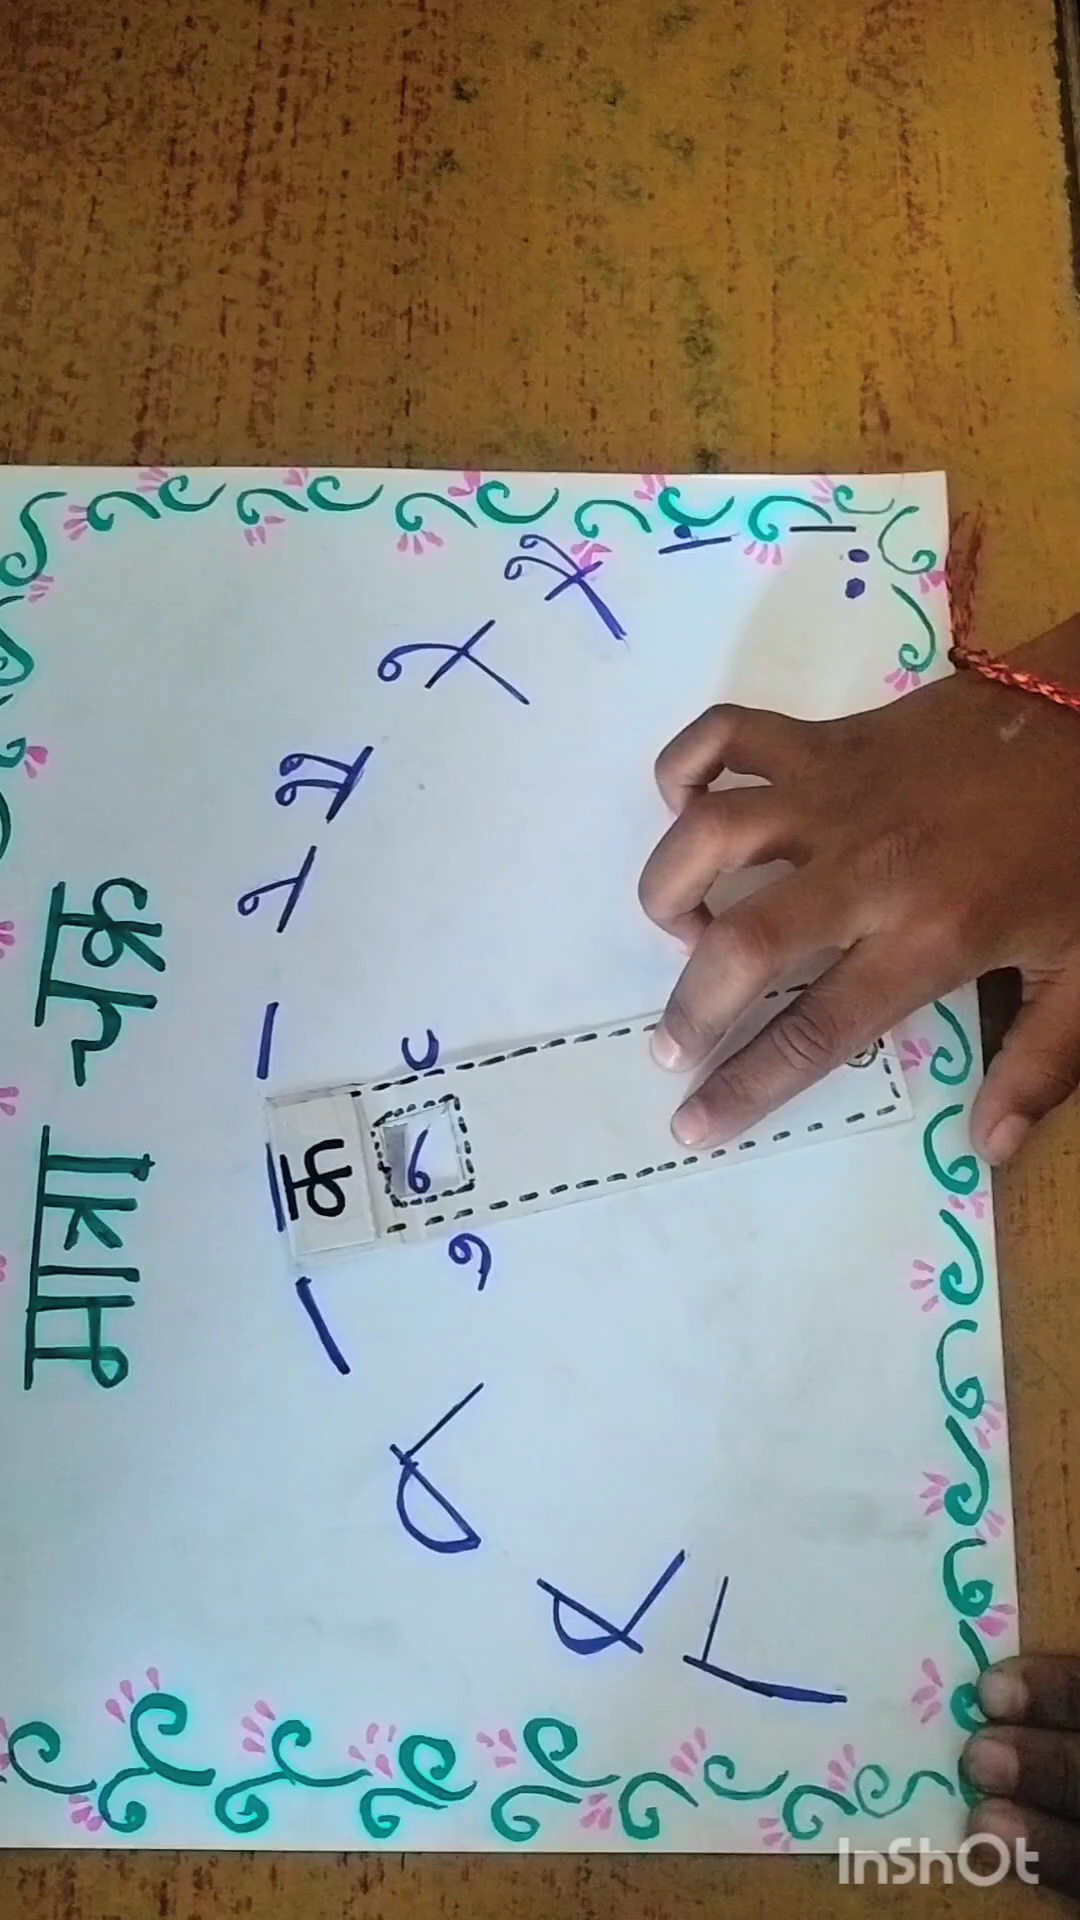 मात्रा चक्र
ा ि ी ु ू ृ े ै ो ौ ं ः
क
InShOt